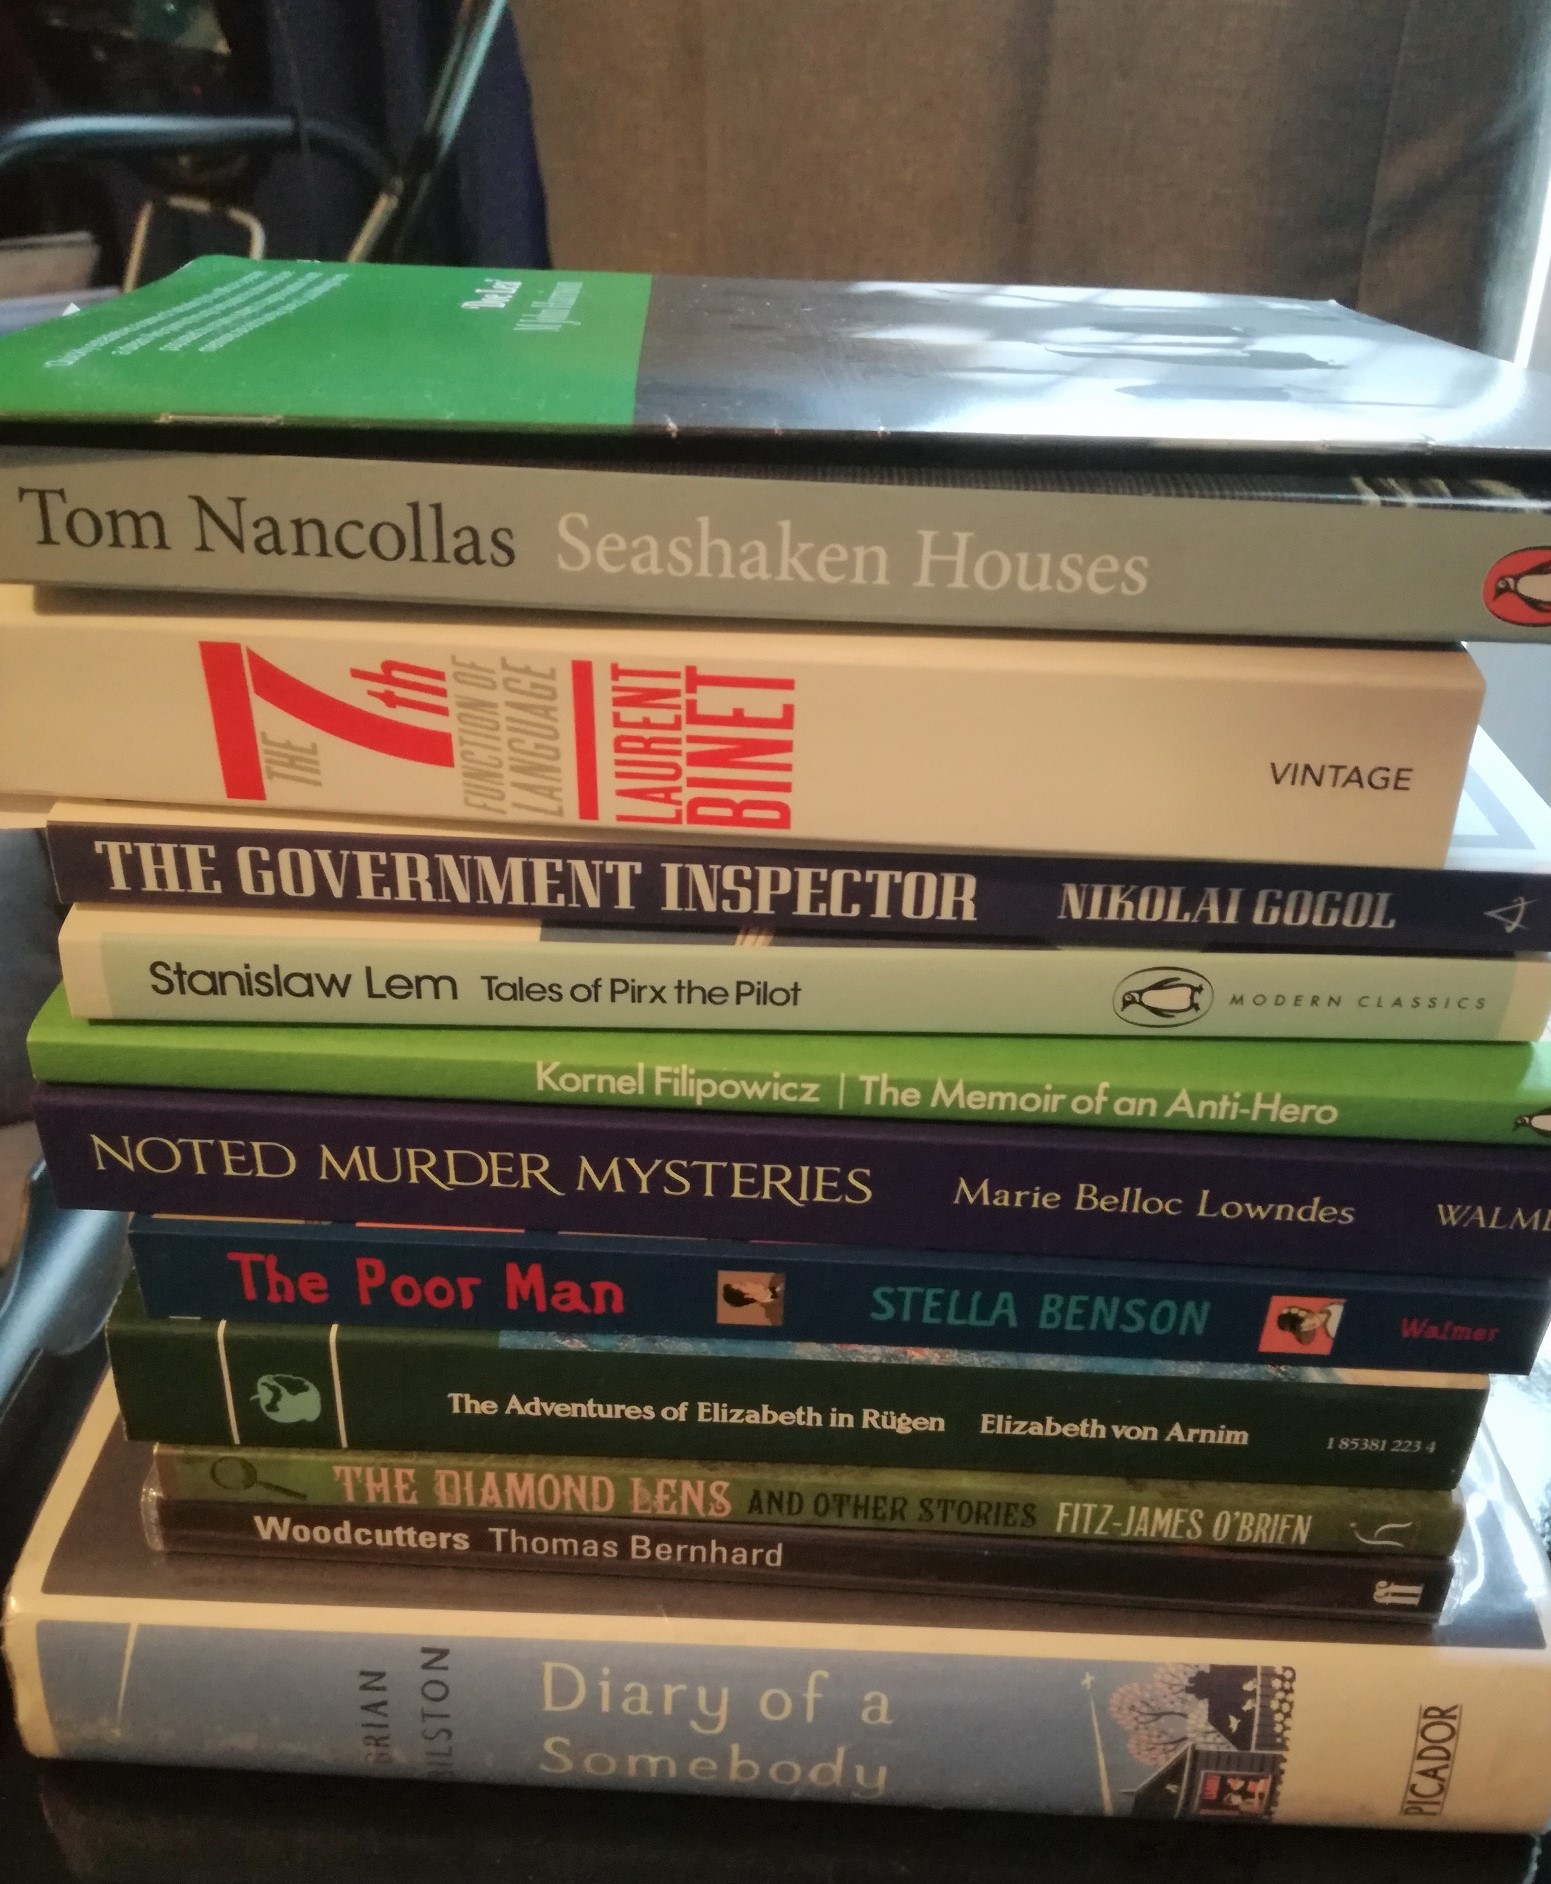 Tom Nancollas Seashaken Houses
THE 7th FUNCTION OF LANGUAGE LAURENT BINET VINTAGE
THE GOVERNMENT INSPECTOR NIKOLAI GOGOL
Stanislaw Lem Tales of Pirx the Pilot MODERN CLASSICS
Kornel Filipowicz | The Memoir of an Anti-Hero
NOTED MURDER MYSTERIES Marie Belloc Lowndes
The Poor Man STELLA BENSON Walmer
The Adventures of Elizabeth in Rügen Elizabeth von Arnim 1 85381 223 4
THE DIAMOND LENS AND OTHER STORIES FITZ-JAMES O'BRIEN
Woodcutters Thomas Bernhard ff
BRIAN BILSTON Diary of a Somebody PICADOR